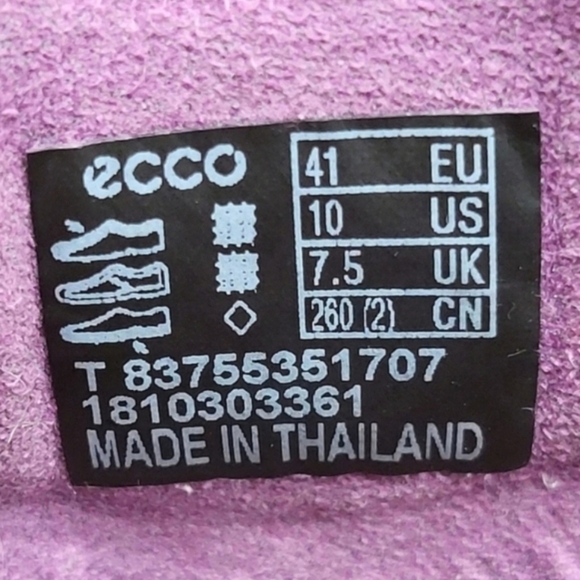 ecco
41 EU
10 US
7.5 UK
260 (2) CN
T 83755351707
1810303361
MADE IN THAILAND